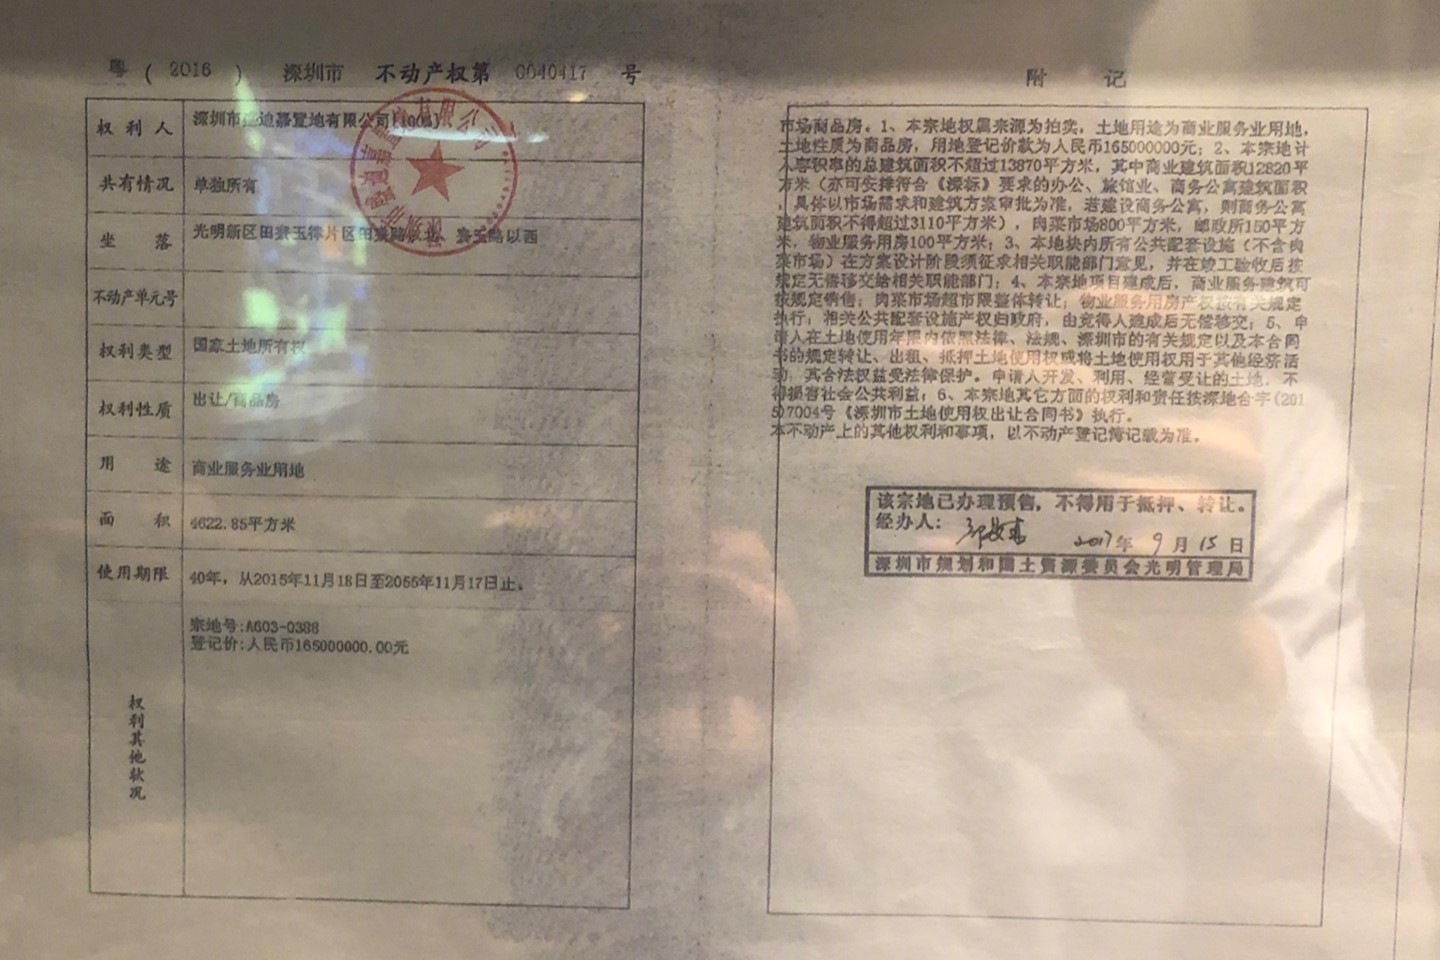 粤 ( 2016 ) 深圳市 不动产权第 0040417 号
权利人 深圳市 迪嘉置地有限公司
共有情况 单独所有
坐落 光明新区田寮玉律片区田寮路以 、 玉路以西
不动产单元号
权利类型 国家土地所有权
权利性质 出让/商品房
用途 商业服务业用地
面积 4622.85平方米
使用期限 40年，从2015年11月18日至2055年11月17日止。
权利其他状况
宗地号:A603-0388
登记价:人民币165000000.00元
附记
市场商品房。1、本宗地权属来源为拍卖，土地用途为商业服务业用地，
土地性质为商品房，用地登记价款为人民币165000000元；2、本宗地计
入容积率的总建筑面积不超过13870平方米，其中商业建筑面积12820平
方米（亦可安排符合《深标》要求的办公、旅馆业、商务公寓建筑面积
，具体以市场需求和建筑方案审批为准，若建设商务公寓，则商务公寓
建筑面积不得超过3110平方米），肉菜市场800平方米，邮政所150平方
米，物业服务用房100平方米；3、本地块内所有公共配套设施（不含肉
菜市场）在方案设计阶段须征求相关职能部门意见，并在竣工验收后按
规定无偿移交给相关职能部门；4、本宗地项目建成后，商业服务建筑可
按规定销售；肉菜市场超市限整体转让；物业服务用房产权按有关规定
执行；相关公共配套设施产权归政府，由竞得人建成后无偿移交；5、申
请人在土地使用年限内依照法律、法规、深圳市的有关规定以及本合同
书的规定转让、出租、抵押土地使用权或将土地使用权用于其他经济活
动，其合法权益受法律保护。申请人开发、利用、经营受让的土地，不
得损害社会公共利益；6、本宗地其它方面的权利和责任按深地合字(201
5)7004号《深圳市土地使用权出让合同书》执行。
本不动产上的其他权利和事项，以不动产登记簿记载为准。
该宗地已办理预售，不得用于抵押、转让。
经办人： 2017年9月15日
深圳市规划和国土资源委员会光明管理局